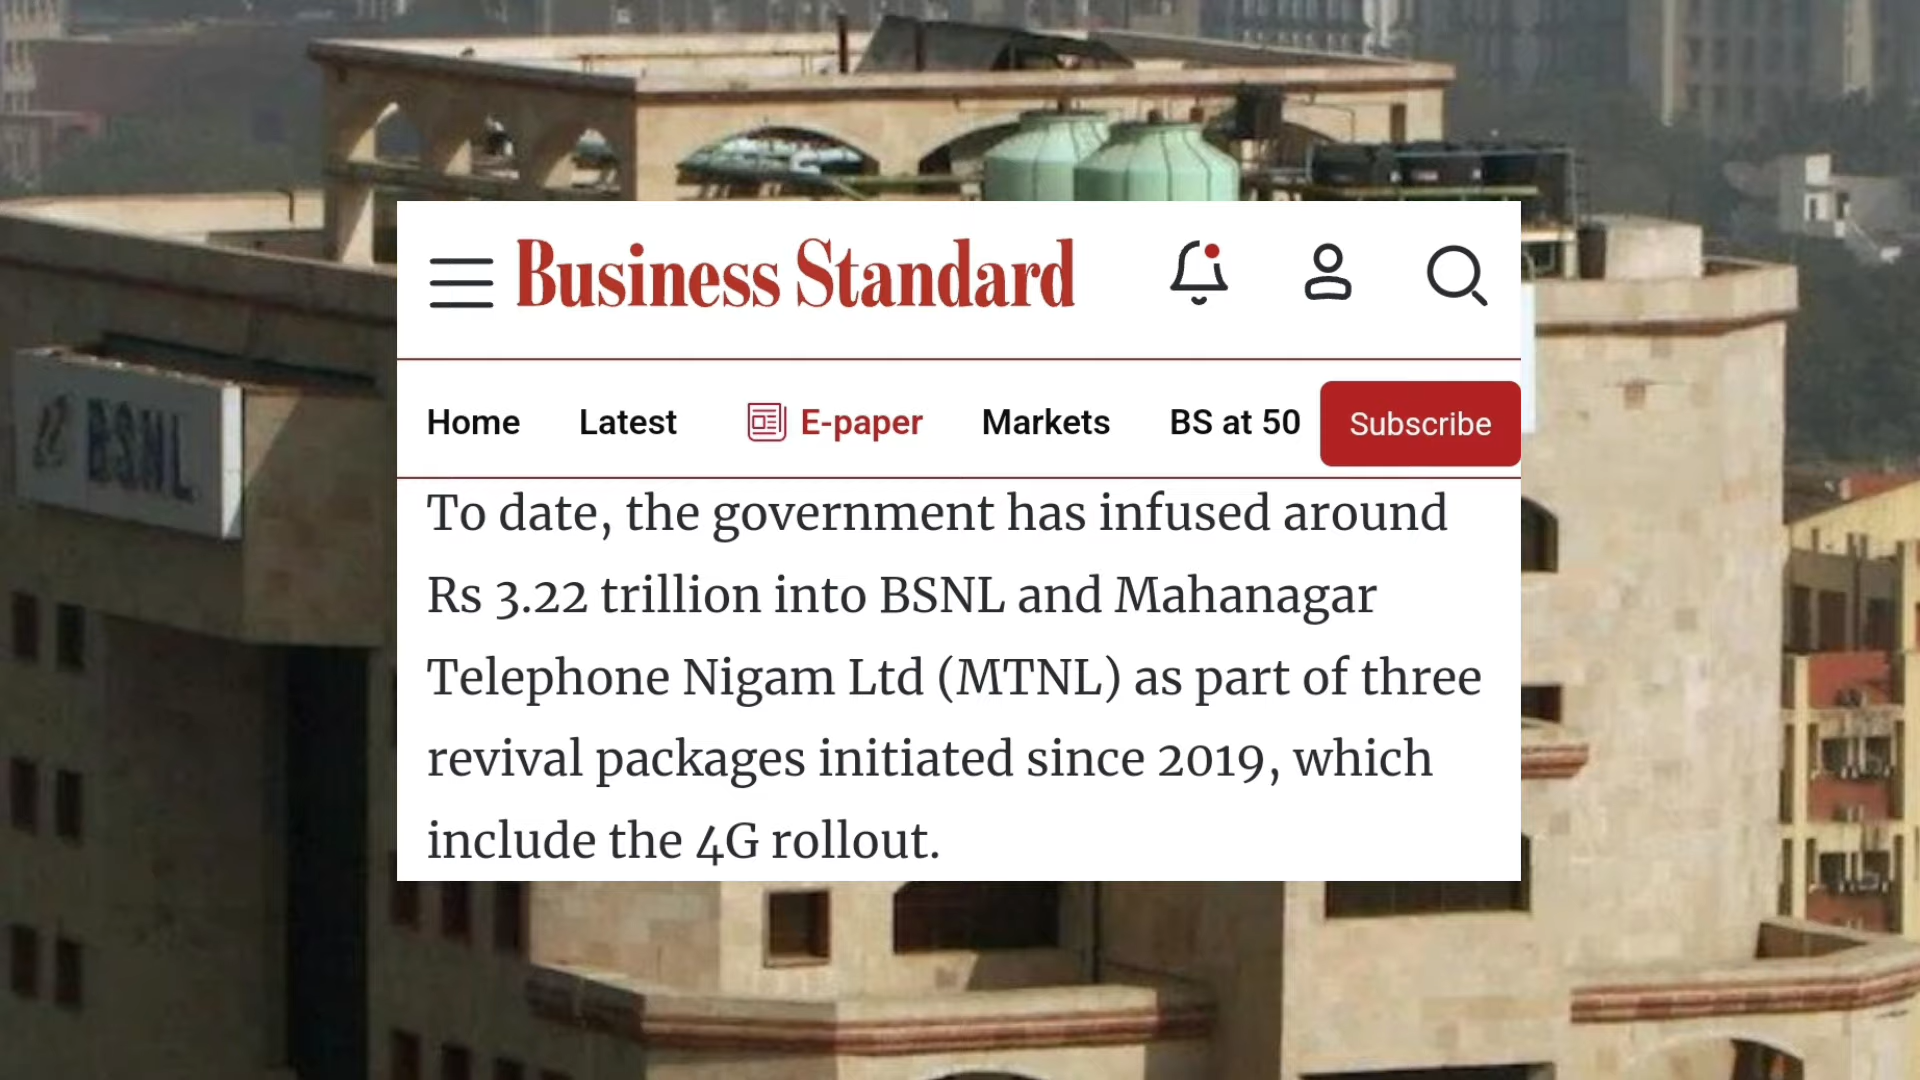 Business Standard
BSNL
Home Latest E-paper Markets BS at 50 Subscribe
To date, the government has infused around
Rs 3.22 trillion into BSNL and Mahanagar
Telephone Nigam Ltd (MTNL) as part of three
revival packages initiated since 2019, which
include the 4G rollout.